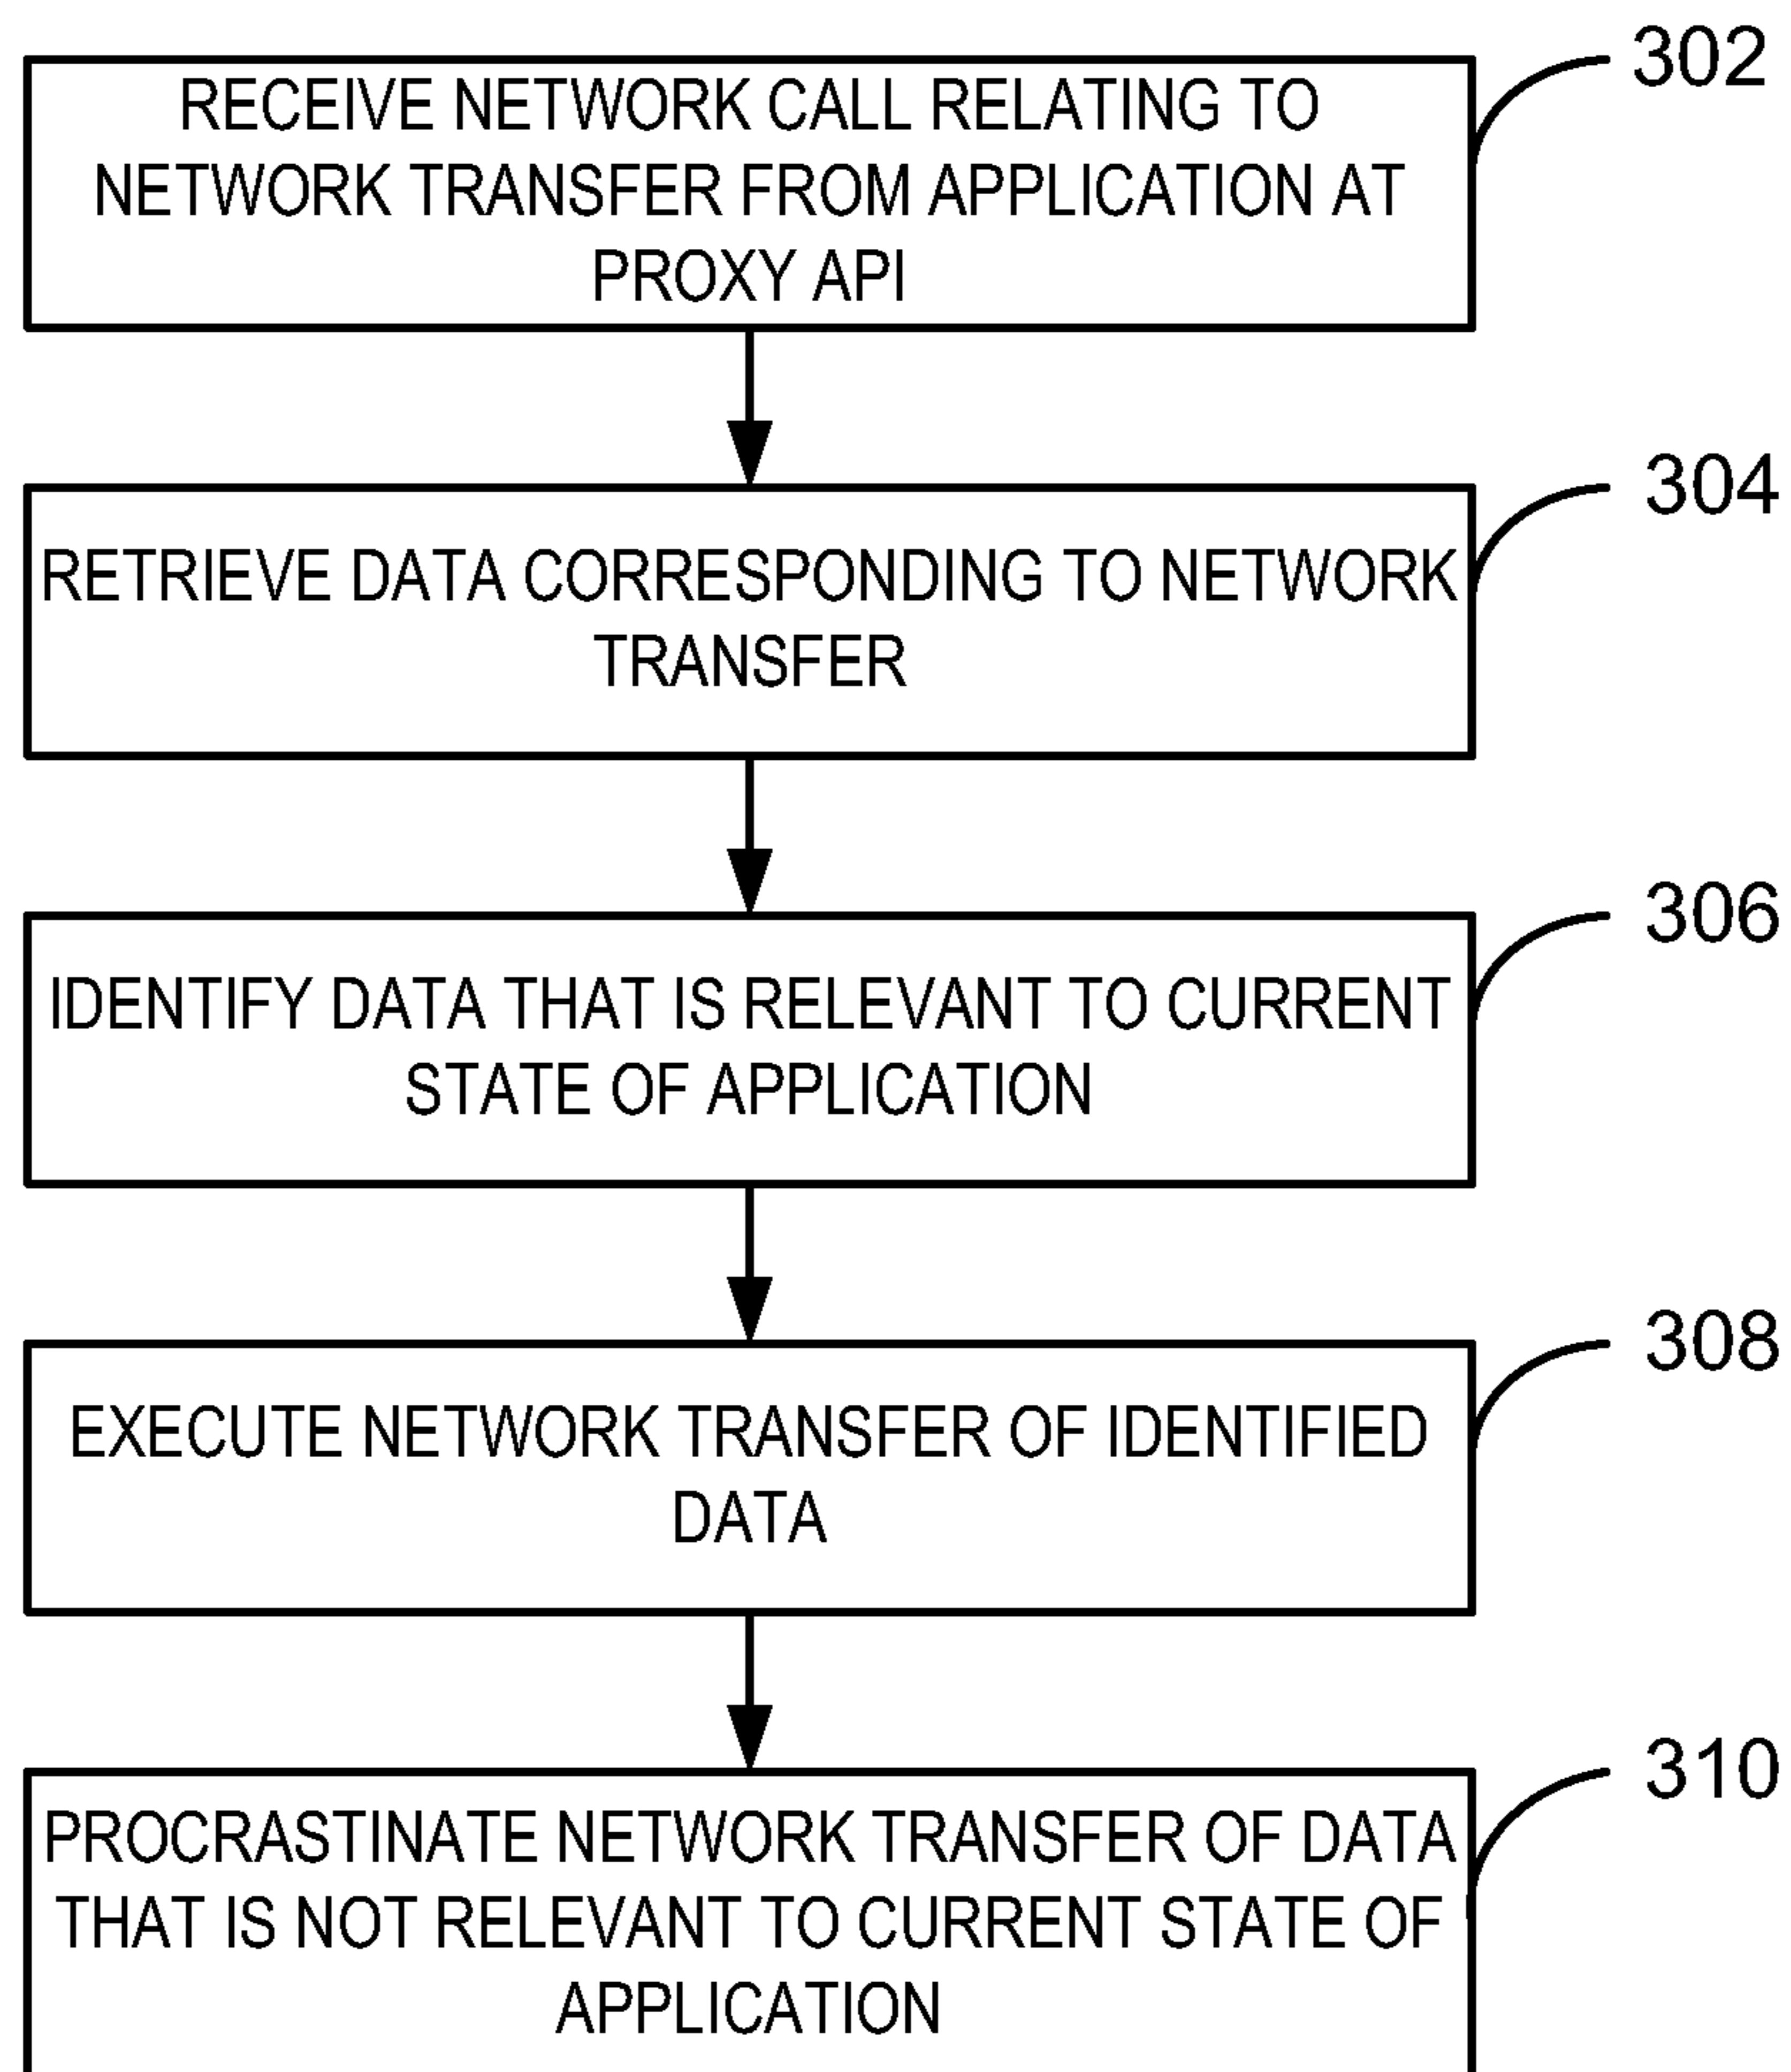 302
RECEIVE NETWORK CALL RELATING TO
NETWORK TRANSFER FROM APPLICATION AT
PROXY API
304
RETRIEVE DATA CORRESPONDING TO NETWORK
TRANSFER
306
IDENTIFY DATA THAT IS RELEVANT TO CURRENT
STATE OF APPLICATION
308
EXECUTE NETWORK TRANSFER OF IDENTIFIED
DATA
310
PROCRASTINATE NETWORK TRANSFER OF DATA
THAT IS NOT RELEVANT TO CURRENT STATE OF
APPLICATION